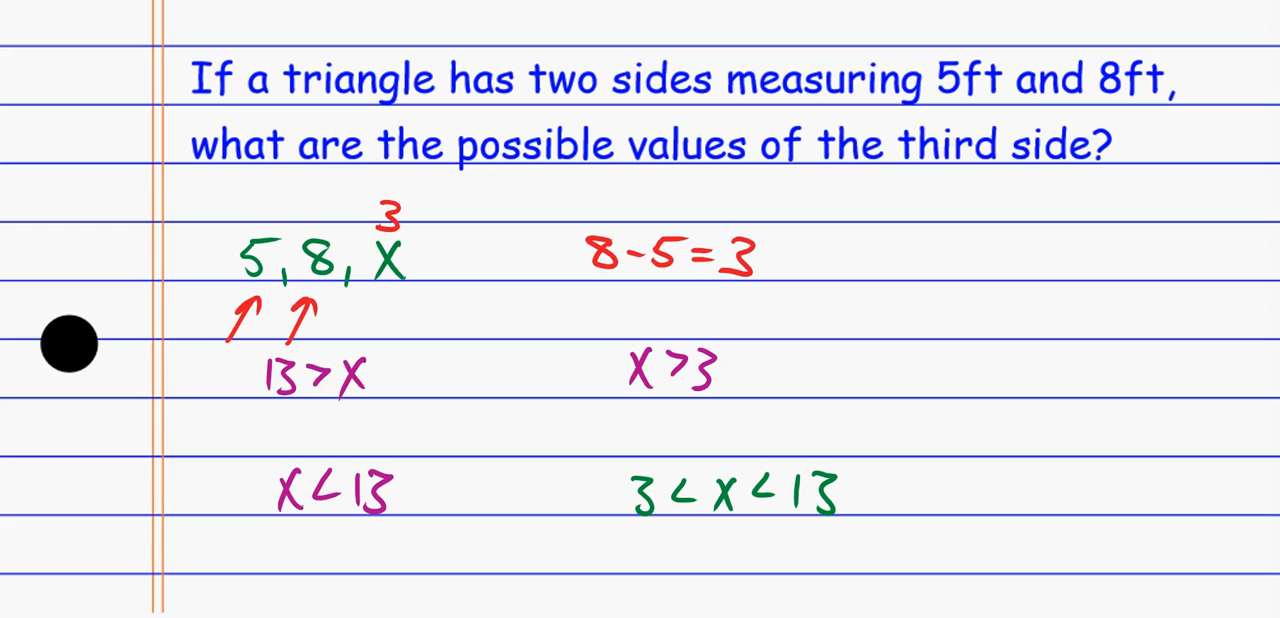 If a triangle has two sides measuring 5ft and 8ft,
what are the possible values of the third side?
3
5, 8, x
8-5=3
13 > x
x > 3
x < 13
3 < x < 13